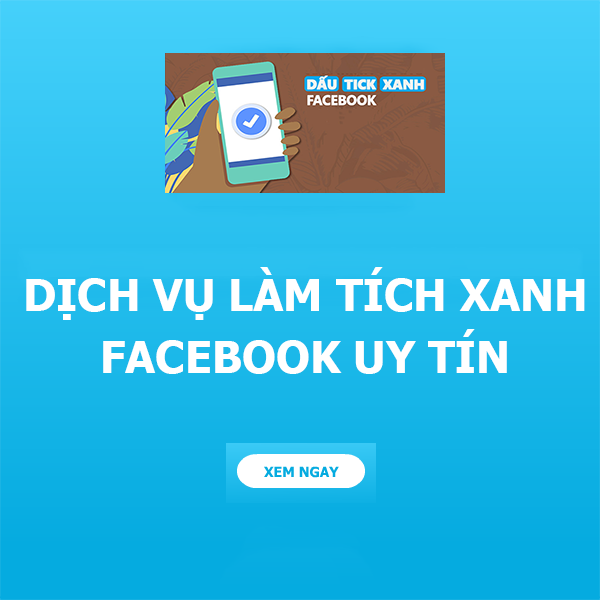 DẤU TICK XANH
FACEBOOK
DỊCH VỤ LÀM TÍCH XANH
FACEBOOK UY TÍN
XEM NGAY